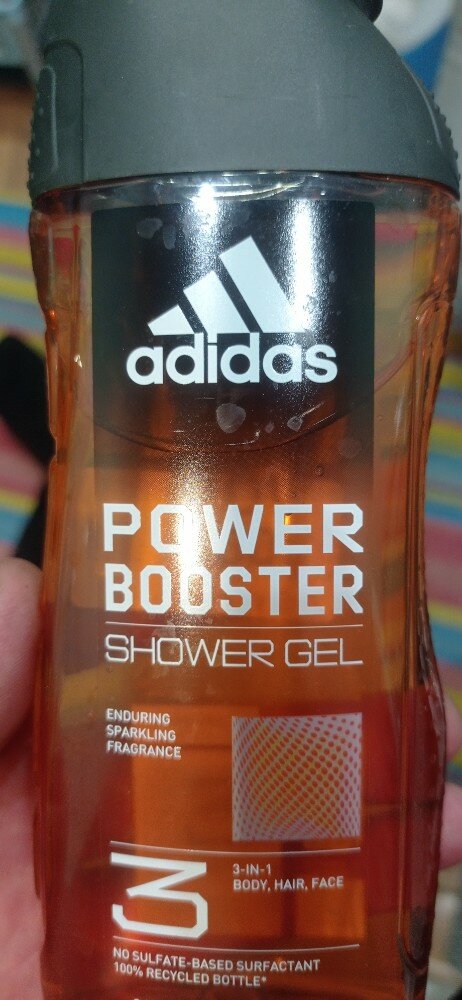 adidas
POWER
BOOSTER
SHOWER GEL
ENDURING
SPARKLING
FRAGRANCE
3
3-IN-1
BODY, HAIR, FACE
NO SULFATE-BASED SURFACTANT
100% RECYCLED BOTTLE*